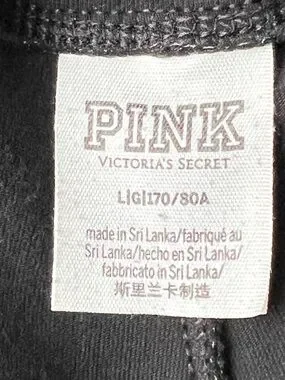 PINK
VICTORIA'S SECRET
L|G|170/80A
made in Sri Lanka/fabriqué au
Sri Lanka/hecho en Sri Lanka/
fabbricato in Sri Lanka/
斯里兰卡制造